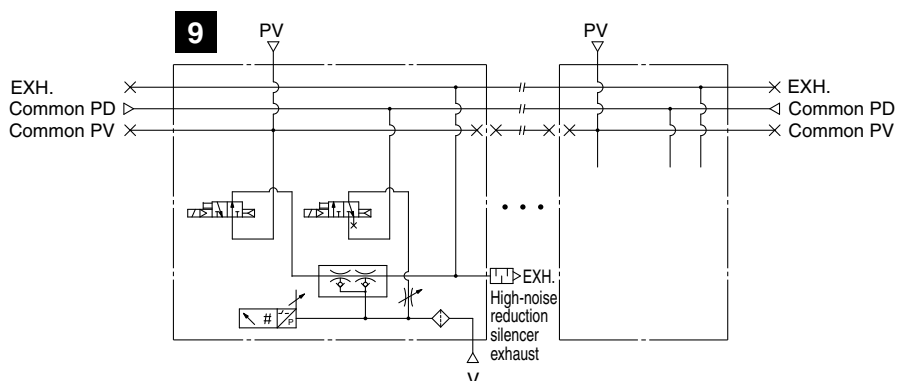 9
PV
PV
EXH.
EXH.
Common PD
Common PD
Common PV
Common PV
EXH.
High-noise
reduction
silencer
exhaust
#
P
V